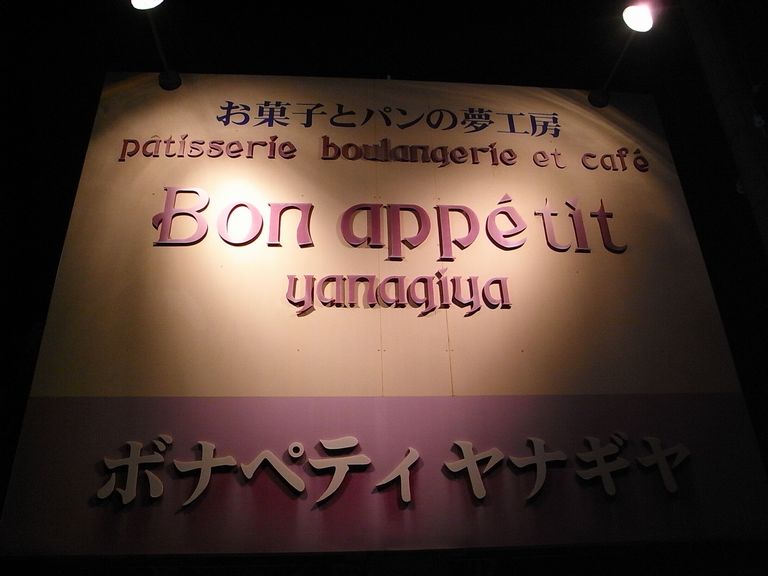 お菓子とパンの夢工房
pâtisserie boulangerie et café
Bon appétit
yanagiya
ボナペティ ヤナギヤ